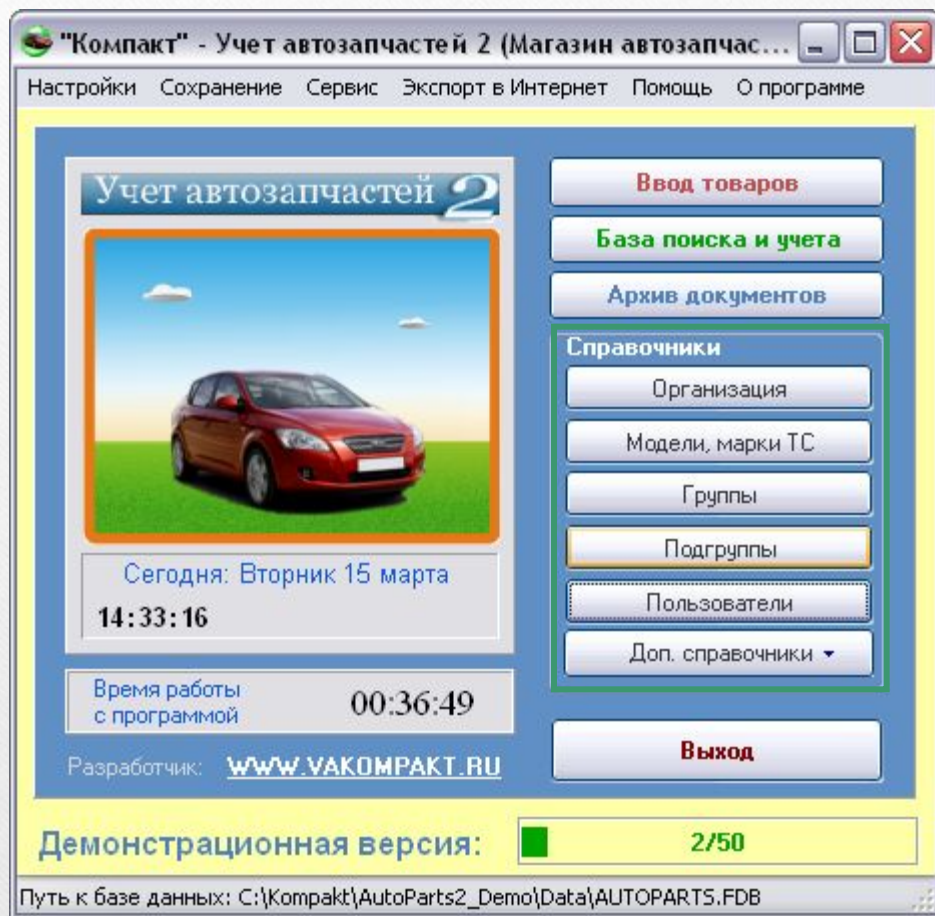 "Компакт" - Учет автозапчастей 2 (Магазин автозапчас...
Настройки Сохранение Сервис Экспорт в Интернет Помощь О программе
Учет автозапчастей 2
Сегодня: Вторник 15 марта
14:33:16
Время работы
с программой
00:36:49
Разработчик: WWW.VAKOMPAKT.RU
Ввод товаров
База поиска и учета
Архив документов
Справочники
Организация
Модели, марки ТС
Группы
Подгруппы
Пользователи
Доп. справочники
Выход
Демонстрационная версия: 2/50
Путь к базе данных: C:\Kompakt\AutoParts2_Demo\Data\AUTOPARTS.FDB